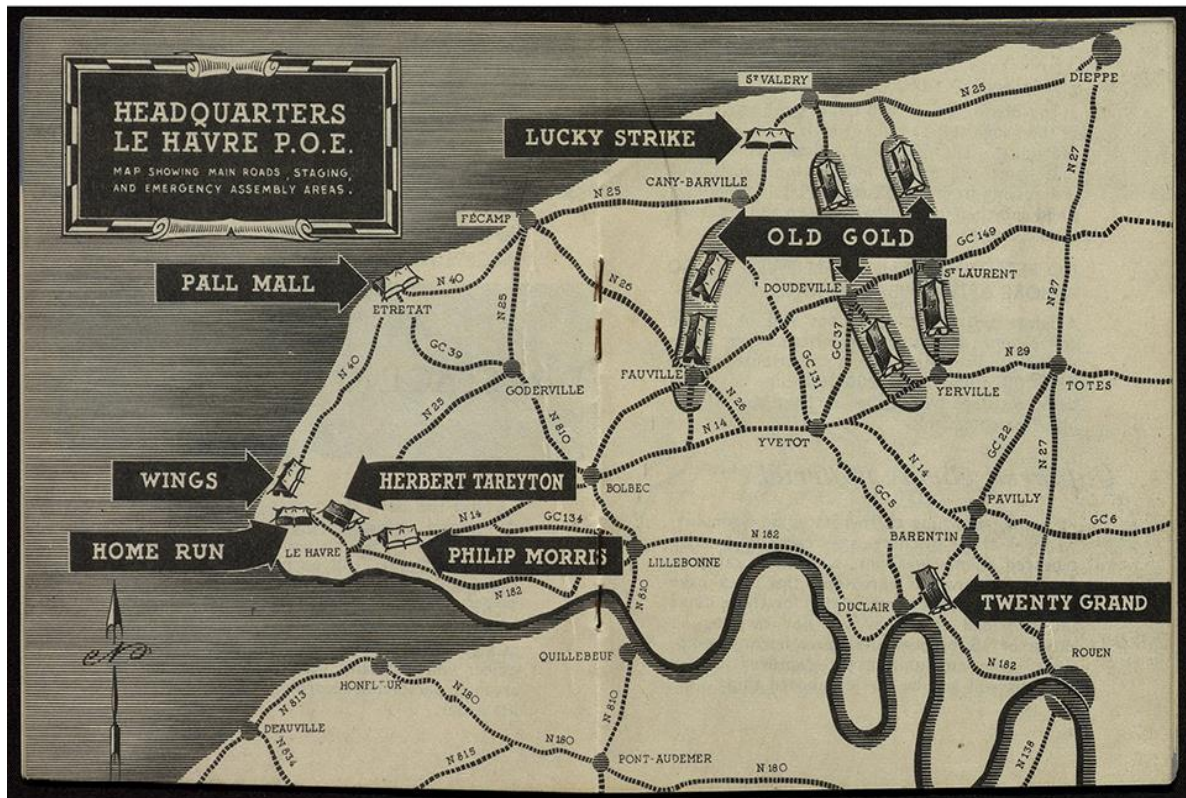 HEADQUARTERS
LE HAVRE P.O.E.
MAP SHOWING MAIN ROADS, STAGING,
AND EMERGENCY ASSEMBLY AREAS.
DIEPPE
ST VALERY
N 25
LUCKY STRIKE
N 27
CANY-BARVILLE
N 25
FÉCAMP
OLD GOLD
GC 149
PALL MALL
N 40
ETRETAT
N 25
N 26
DOUDEVILLE
ST LAURENT
N 27
GC 39
GC 37
N 40
GODERVILLE
FAUVILLE
GC 131
N 29
YERVILLE
TOTES
N 25
N 810
N 26
N 14
YVETOT
GC 22
N 27
WINGS
HERBERT TAREYTON
BOLBEC
N 14
GC 5
PAVILLY
N 14
GC 134
GC 6
HOME RUN
LE HAVRE
PHILIP MORRIS
LILLEBONNE
N 182
BARENTIN
N 182
N 810
DUCLAIR
TWENTY GRAND
QUILLEBEUF
ROUEN
N 182
HONFLEUR
N 813
N 180
N 810
DEAUVILLE
N 834
N 815
N 180
PONT-AUDEMER
N 180
N 138